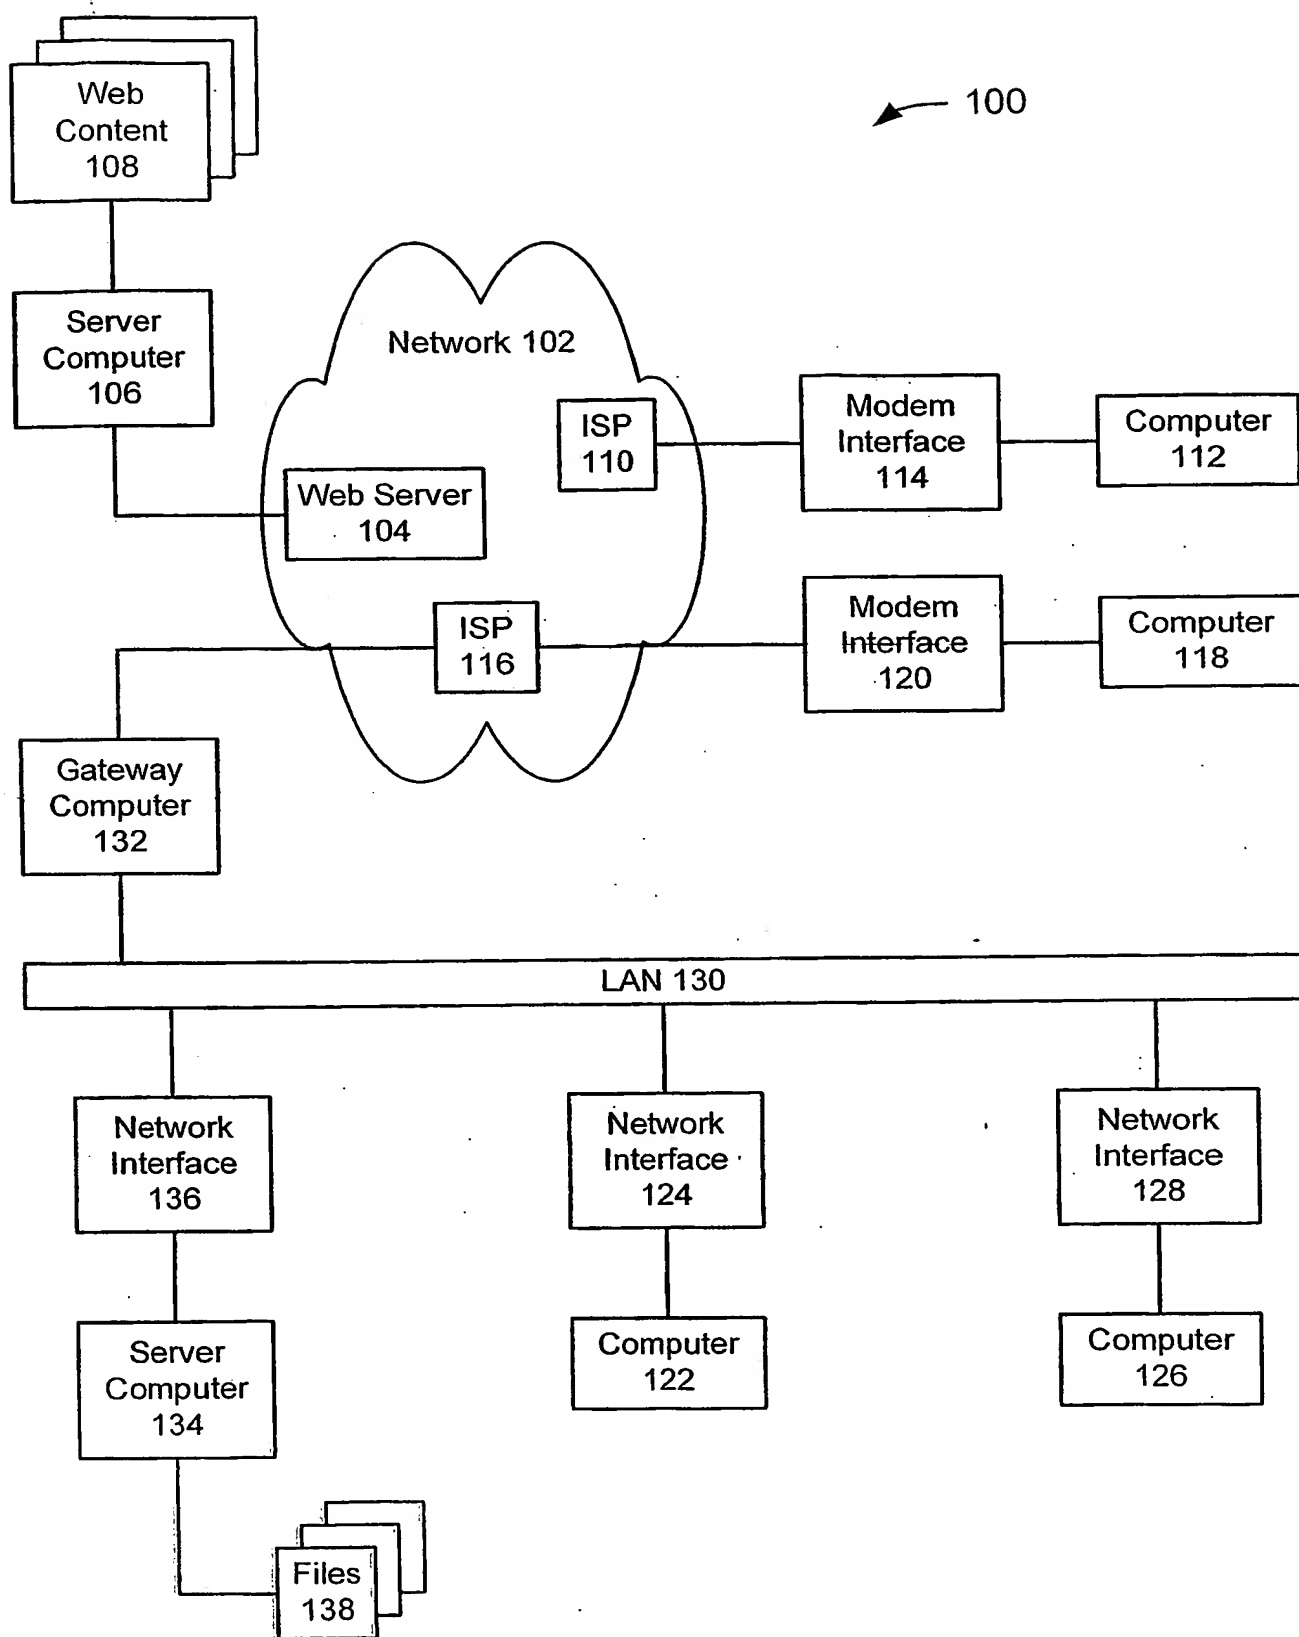 Web
Content
108
100
Server
Computer
106
Network 102
ISP
110
Modem
Interface
114
Computer
112
Web Server
104
ISP
116
Modem
Interface
120
Computer
118
Gateway
Computer
132
LAN 130
Network
Interface
136
Network
Interface
124
Network
Interface
128
Server
Computer
134
Computer
122
Computer
126
Files
138